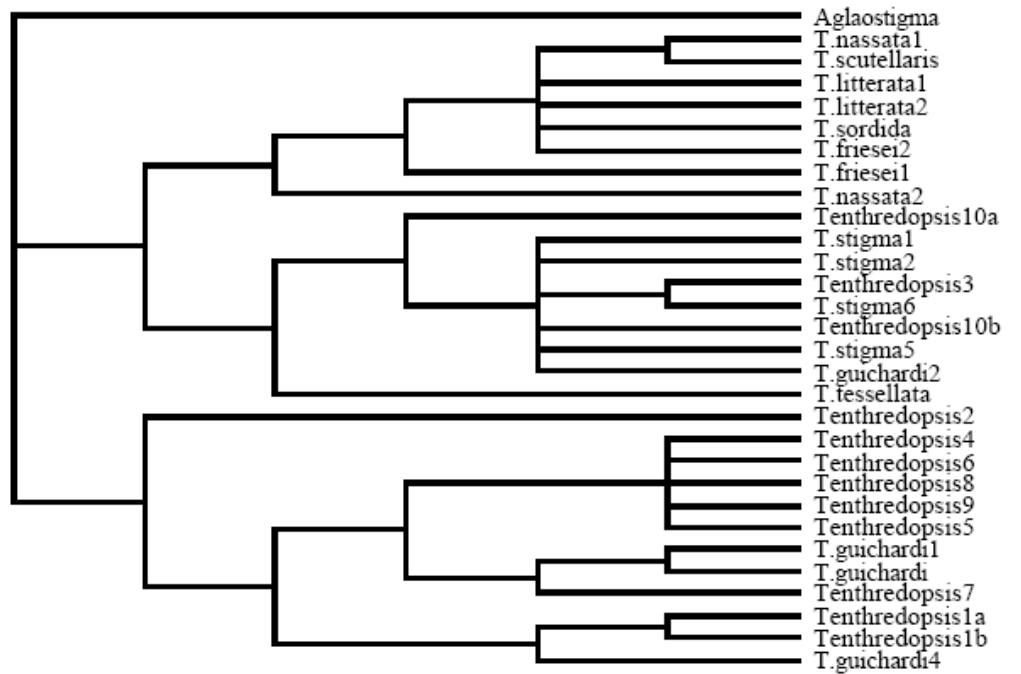 Aglaostigma
T.nassata1
T.scutellaris
T.litterata1
T.litterata2
T.sordida
T.friesei2
T.friesei1
T.nassata2
Tenthredopsis10a
T.stigma1
T.stigma2
Tenthredopsis3
T.stigma6
Tenthredopsis10b
T.stigma5
T.guichardi2
T.tessellata
Tenthredopsis2
Tenthredopsis4
Tenthredopsis6
Tenthredopsis8
Tenthredopsis9
Tenthredopsis5
T.guichardi1
T.guichardi
Tenthredopsis7
Tenthredopsis1a
Tenthredopsis1b
T.guichardi4